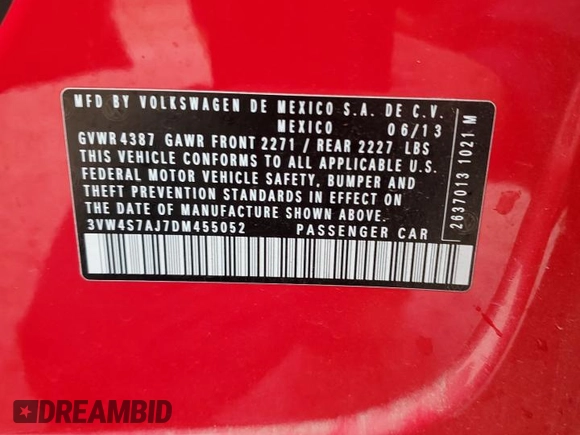 MFD BY VOLKSWAGEN DE MEXICO S.A. DE C.V.
MEXICO 06/13
GVWR 4387 GAWR FRONT 2271 / REAR 2227 LBS
THIS VEHICLE CONFORMS TO ALL APPLICABLE U.S.
FEDERAL MOTOR VEHICLE SAFETY, BUMPER AND
THEFT PREVENTION STANDARDS IN EFFECT ON
THE DATE OF MANUFACTURE SHOWN ABOVE.
3VW4S7AJ7DM455052 PASSENGER CAR
2637013 1021 M
DREAMBID